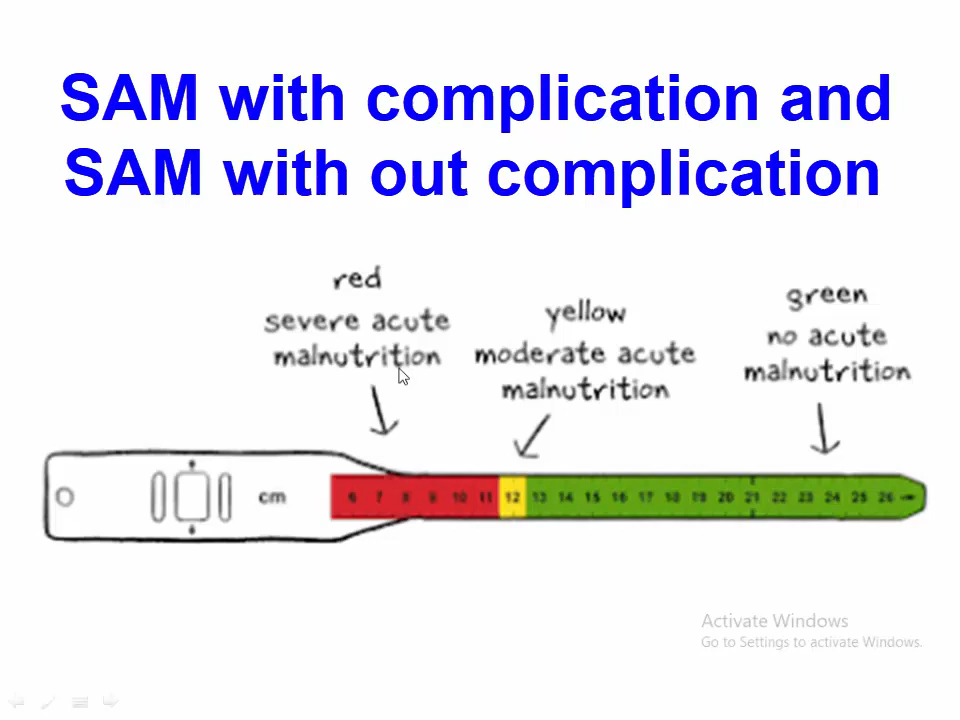 SAM with complication and
SAM with out complication
red
severe acute
malnutrition
yellow
moderate acute
malnutrition
green
no acute
malnutrition
cm 6 7 8 9 10 11 12 13 14 15 16 17 18 19 20 21 22 23 24 25 26
Activate Windows
Go to Settings to activate Windows.